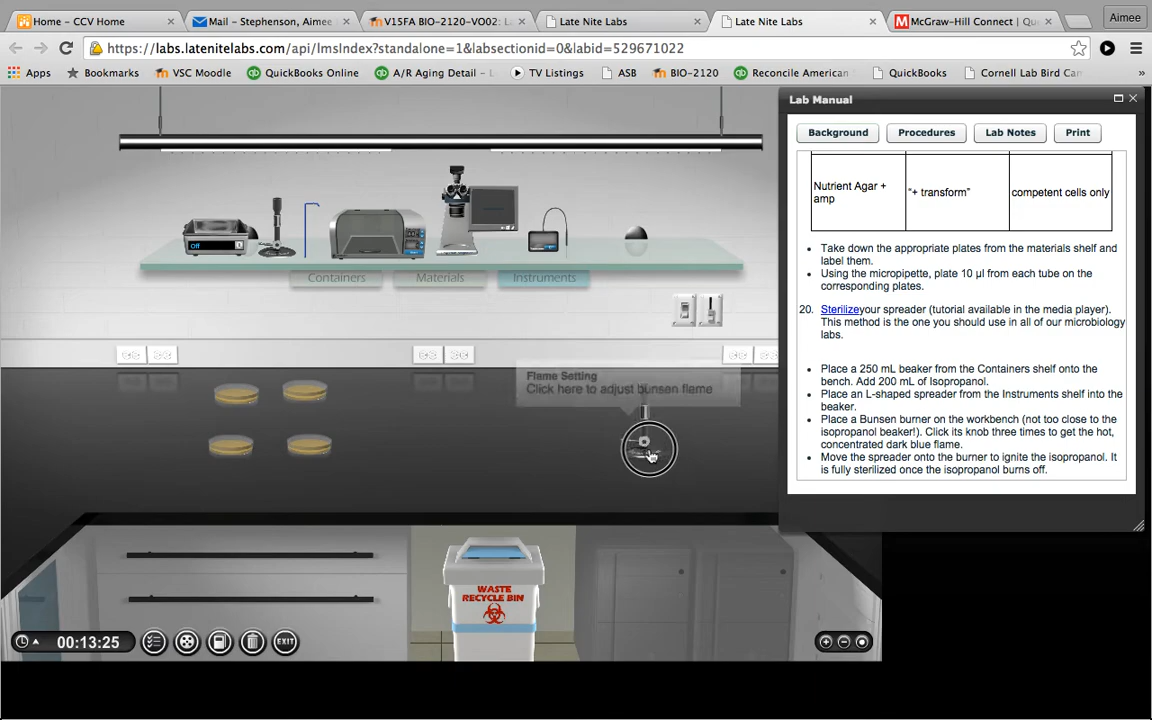 Home – CCV Home
Mail – Stephenson, Aimee
V15FA BIO-2120-VO02: L
Late Nite Labs
Late Nite Labs
McGraw-Hill Connect | Qu
Aimee
https://labs.latenitelabs.com/api/lmsIndex?standalone=1&labsectionid=0&labid=529671022
Apps
Bookmarks
VSC Moodle
QuickBooks Online
A/R Aging Detail – L
TV Listings
ASB
BIO-2120
Reconcile American
QuickBooks
Cornell Lab Bird Cam
»
Lab Manual
Background
Procedures
Lab Notes
Print
Nutrient Agar +
amp
"+ transform"
competent cells only
• Take down the appropriate plates from the materials shelf and
label them.
• Using the micropipette, plate 10 µl from each tube on the
corresponding plates.
20. Sterilizeyour spreader (tutorial available in the media player).
This method is the one you should use in all of our microbiology
labs.
• Place a 250 mL beaker from the Containers shelf onto the
bench. Add 200 mL of Isopropanol.
• Place an L-shaped spreader from the Instruments shelf into the
beaker.
• Place a Bunsen burner on the workbench (not too close to the
isopropanol beaker!). Click its knob three times to get the hot,
concentrated dark blue flame.
• Move the spreader onto the burner to ignite the isopropanol. It
is fully sterilized once the isopropanol burns off.
Off
Containers
Materials
Instruments
Flame Setting
Click here to adjust bunsen flame
WASTE
RECYCLE BIN
00:13:25
EXIT